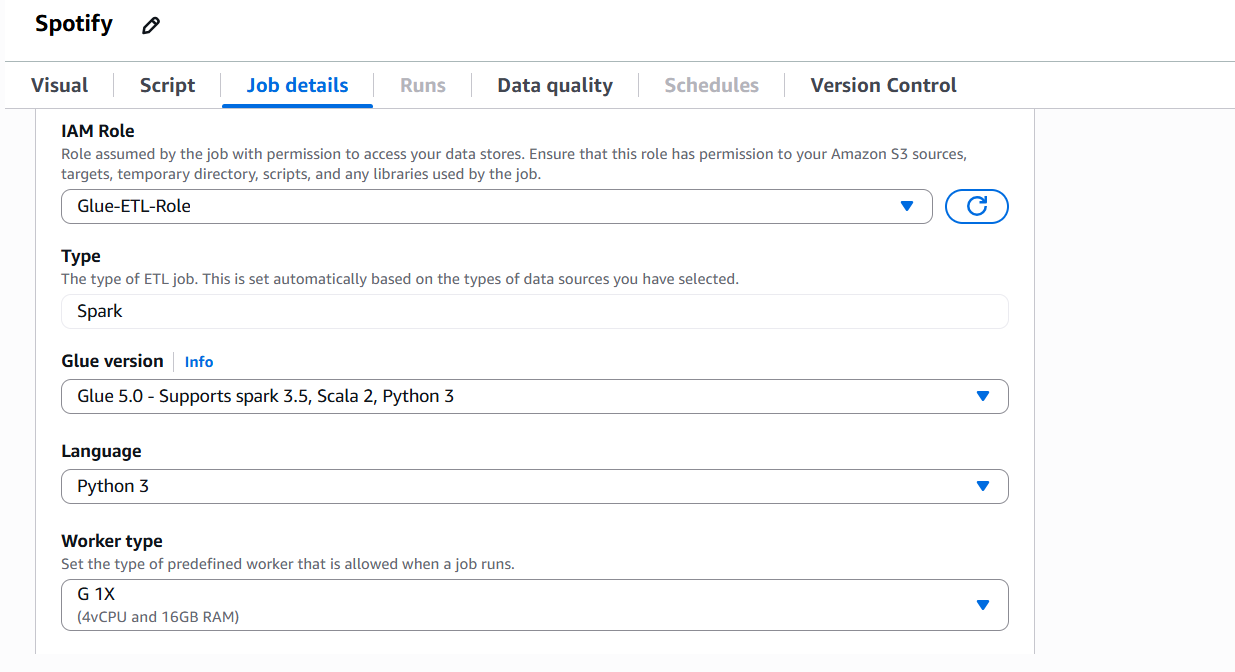 Spotify
Visual
Script
Job details
Runs
Data quality
Schedules
Version Control
IAM Role
Role assumed by the job with permission to access your data stores. Ensure that this role has permission to your Amazon S3 sources,
targets, temporary directory, scripts, and any libraries used by the job.
Glue-ETL-Role
Type
The type of ETL job. This is set automatically based on the types of data sources you have selected.
Spark
Glue version
Info
Glue 5.0 - Supports spark 3.5, Scala 2, Python 3
Language
Python 3
Worker type
Set the type of predefined worker that is allowed when a job runs.
G 1X
(4vCPU and 16GB RAM)